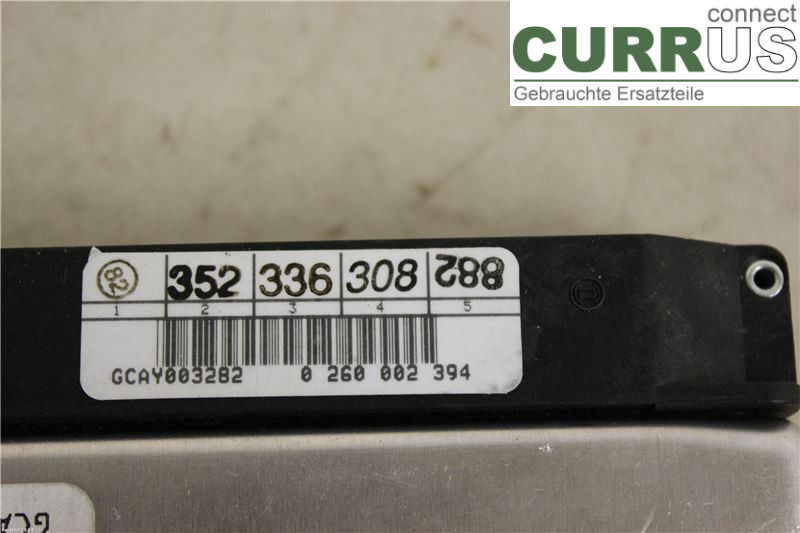 connect
CURRUS
Gebrauchte Ersatzteile
82 352 336 308 882
1 2 3 4 5
GCAY003282 0 260 002 394
GCA